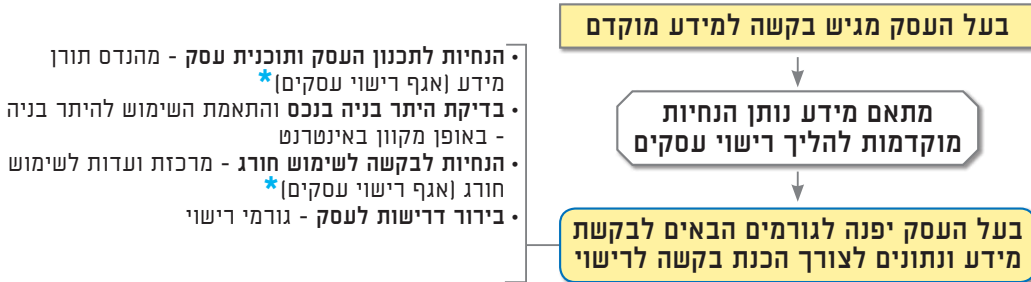 בעל העסק מגיש בקשה למידע מוקדם
מתאם מידע נותן הנחיות
מוקדמות להליך רישוי עסקים
בעל העסק יפנה לגורמים הבאים לבקשת
מידע ונתונים לצורך הכנת בקשה לרישוי
• הנחיות לתכנון העסק ותוכנית עסק - מהנדס תורן
מידע (אגף רישוי עסקים)*
• בדיקת היתר בניה בנכס והתאמת השימוש להיתר בניה
- באופן מקוון באינטרנט
• הנחיות לבקשה לשימוש חורג - מרכזת ועדות לשימוש
חורג (אגף רישוי עסקים)*
• בירור דרישות לעסק - גורמי רישוי